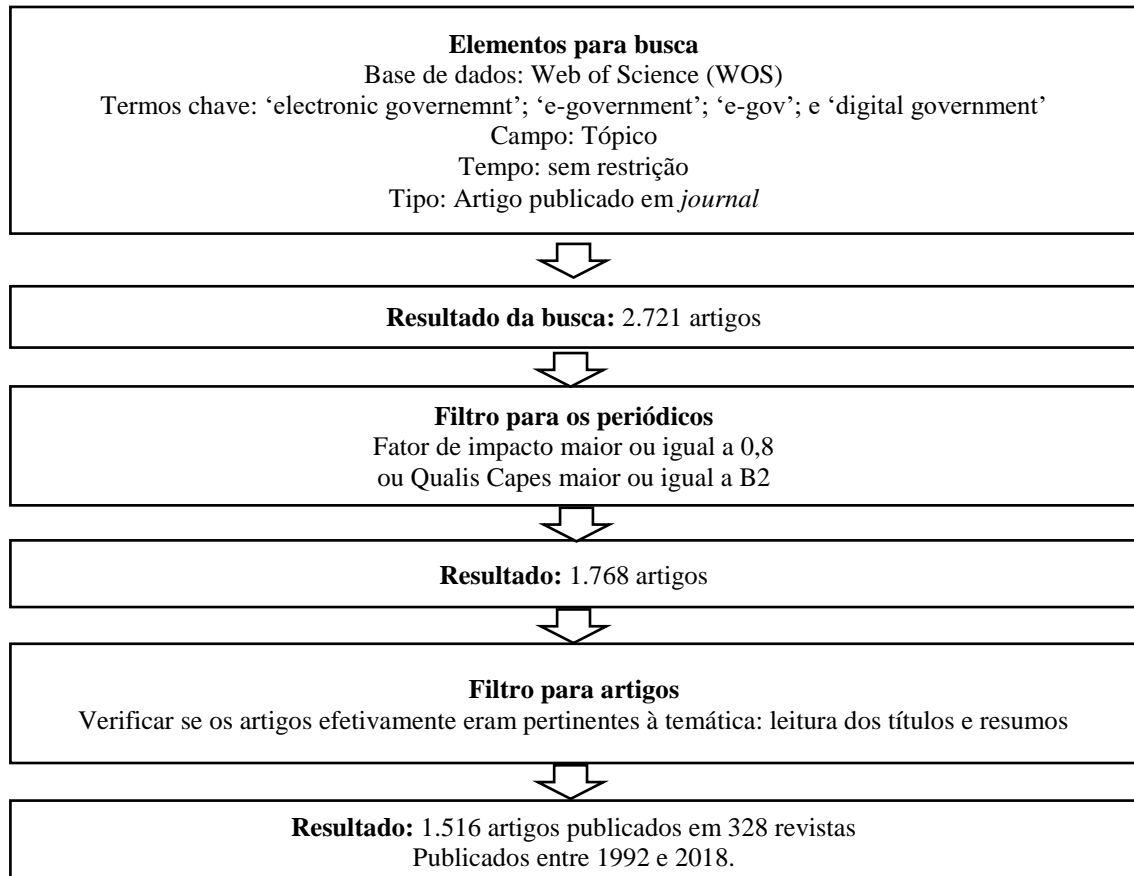 Elementos para busca
Base de dados: Web of Science (WOS)
Termos chave: ‘electronic governemnt’; ‘e-government’; ‘e-gov’; e ‘digital government’
Campo: Tópico
Tempo: sem restrição
Tipo: Artigo publicado em journal
Resultado da busca: 2.721 artigos
Filtro para os periódicos
Fator de impacto maior ou igual a 0,8
ou Qualis Capes maior ou igual a B2
Resultado: 1.768 artigos
Filtro para artigos
Verificar se os artigos efetivamente eram pertinentes à temática: leitura dos títulos e resumos
Resultado: 1.516 artigos publicados em 328 revistas
Publicados entre 1992 e 2018.